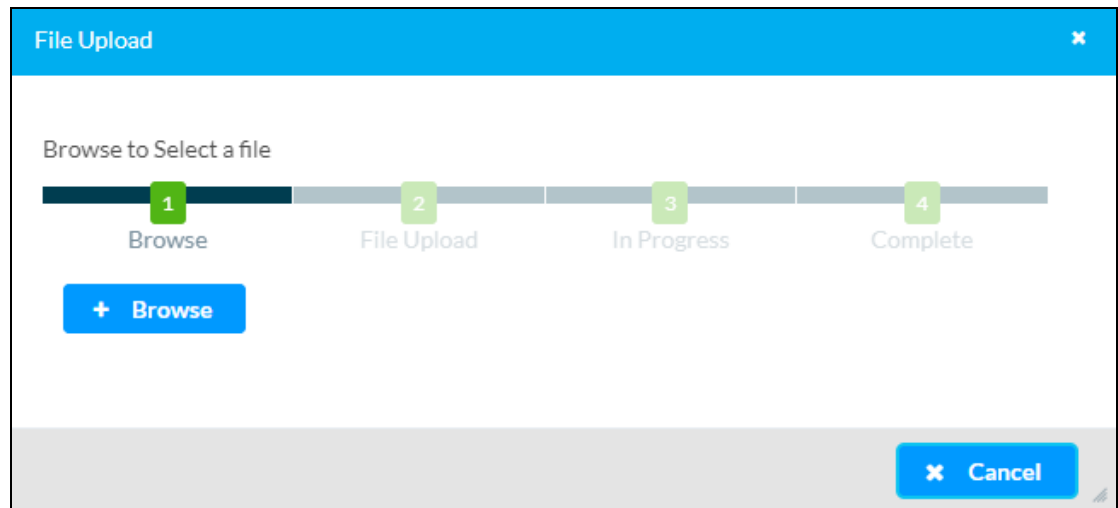 File Upload
Browse to Select a file
1 2 3 4
Browse File Upload In Progress Complete
+ Browse
× Cancel